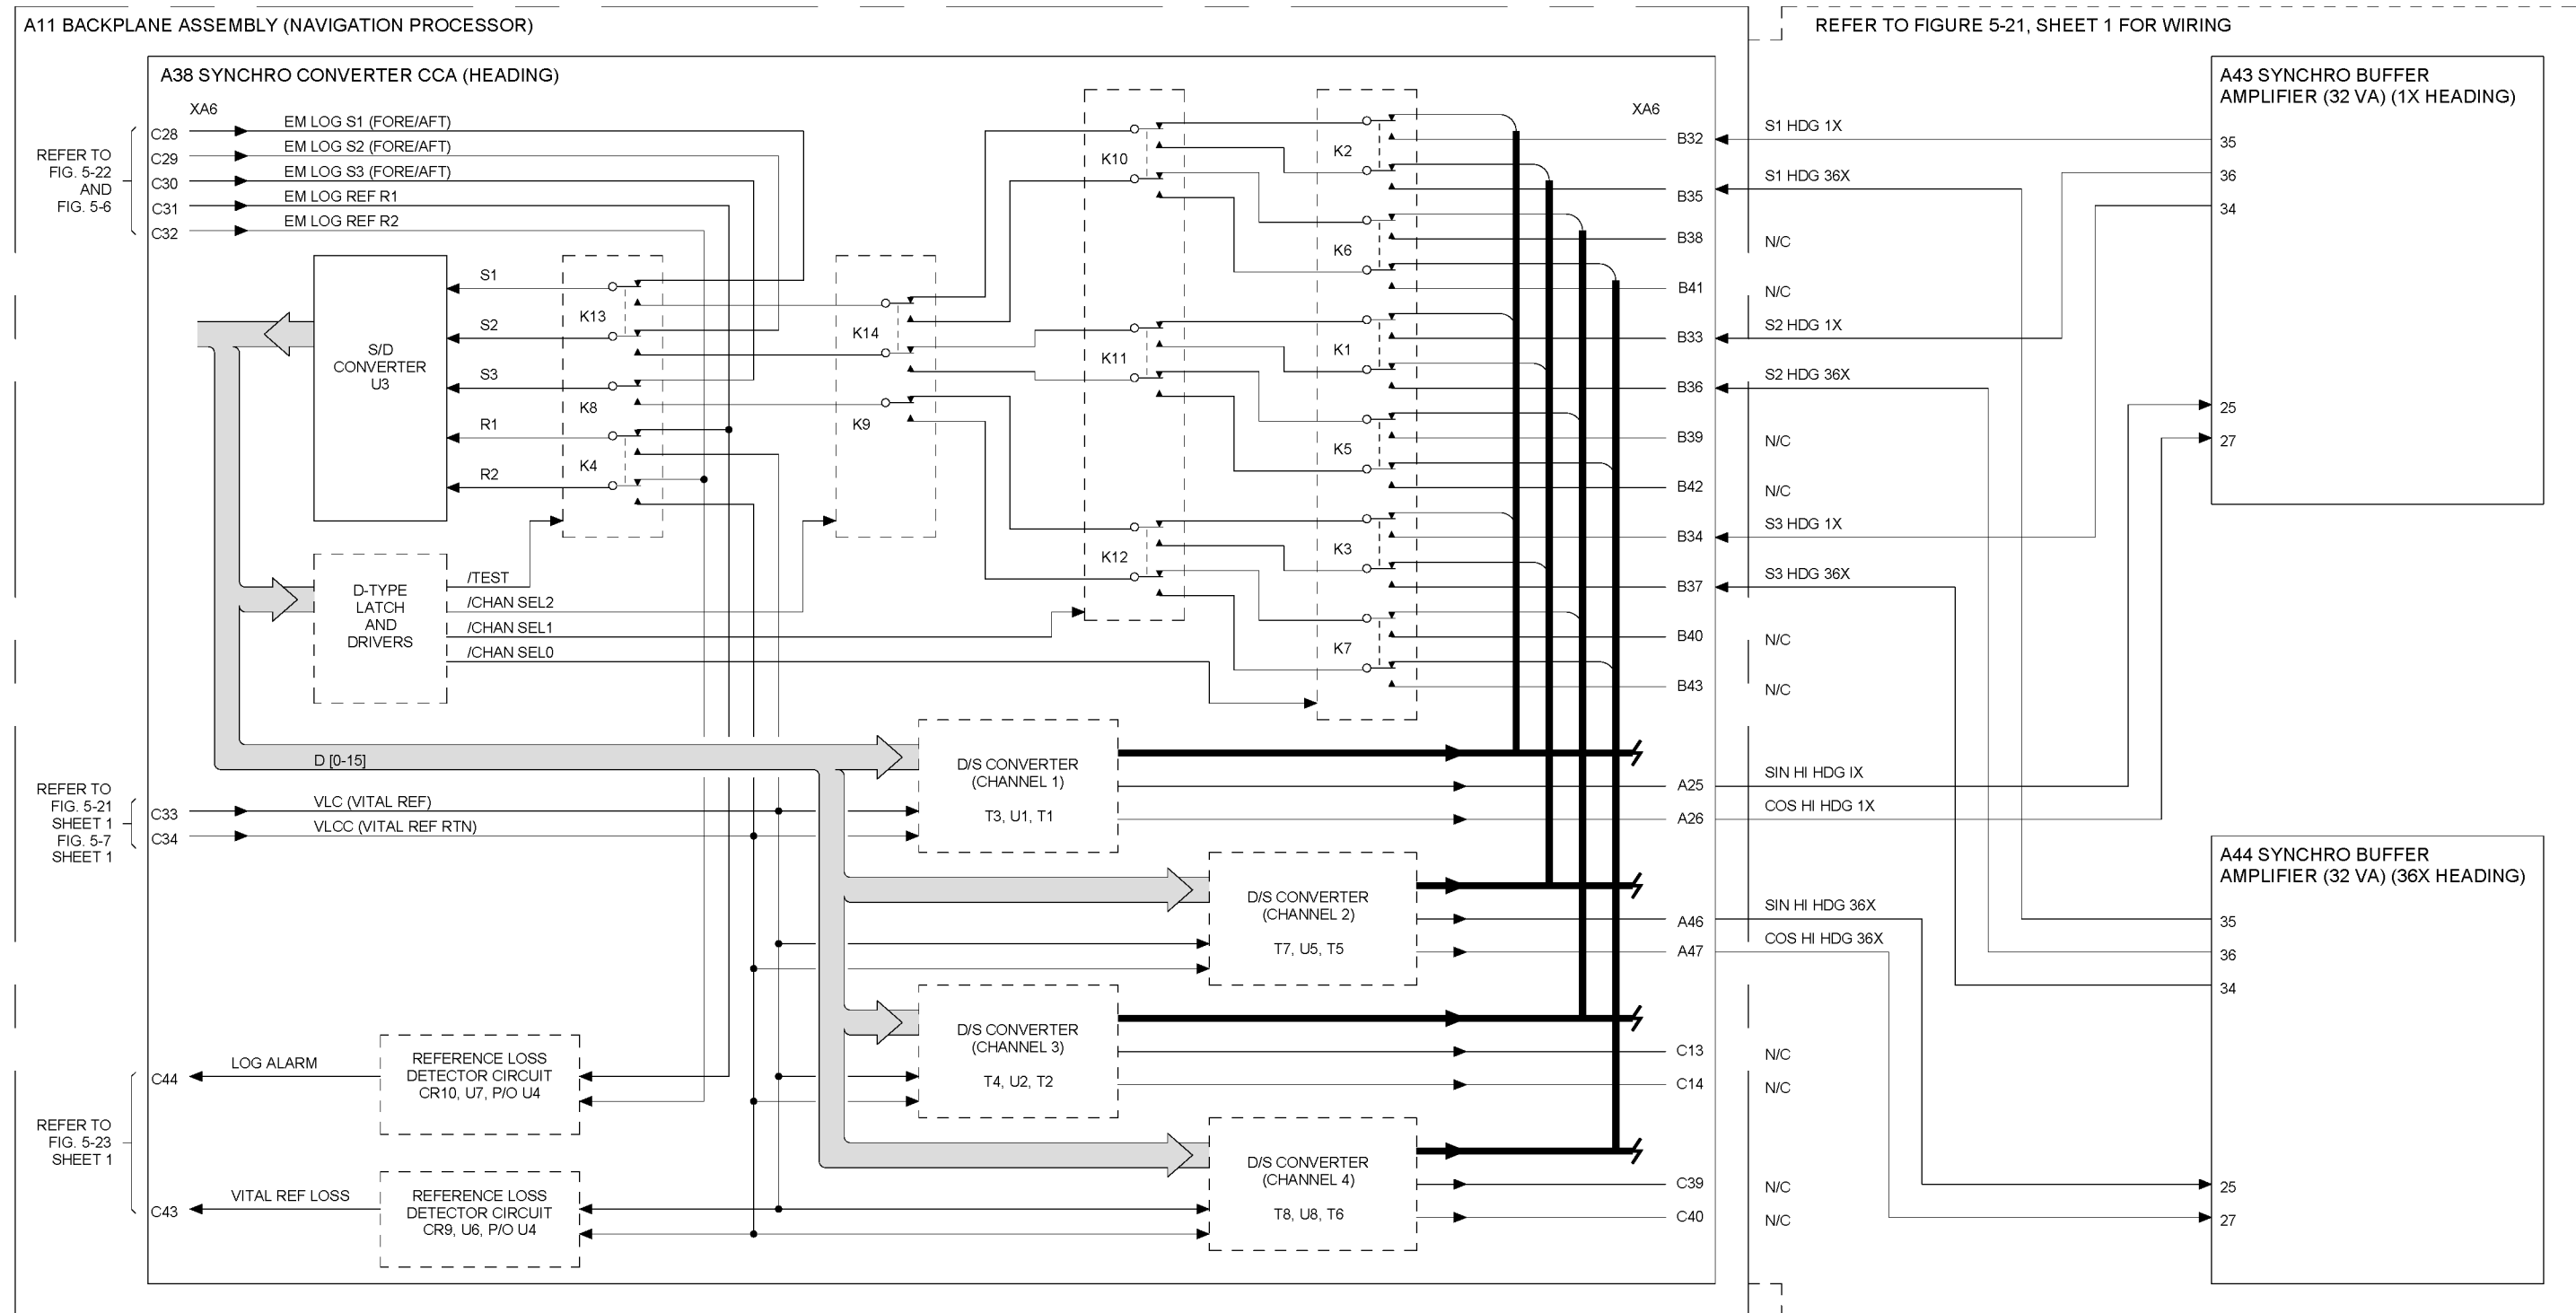 A11 BACKPLANE ASSEMBLY (NAVIGATION PROCESSOR)
REFER TO FIGURE 5-21, SHEET 1 FOR WIRING
A38 SYNCHRO CONVERTER CCA (HEADING)
XA6
C28
C29
C30
C31
C32
REFER TO
FIG. 5-22
AND
FIG. 5-6
EM LOG S1 (FORE/AFT)
EM LOG S2 (FORE/AFT)
EM LOG S3 (FORE/AFT)
EM LOG REF R1
EM LOG REF R2
S/D
CONVERTER
U3
S1
S2
S3
R1
R2
K13
K8
K4
K14
K9
K10
K11
K12
K2
K6
K1
K5
K3
K7
D-TYPE
LATCH
AND
DRIVERS
/TEST
/CHAN SEL2
/CHAN SEL1
/CHAN SEL0
D [0-15]
REFER TO
FIG. 5-21
SHEET 1
FIG. 5-7
SHEET 1
C33
C34
VLC (VITAL REF)
VLCC (VITAL REF RTN)
D/S CONVERTER
(CHANNEL 1)
T3, U1, T1
D/S CONVERTER
(CHANNEL 2)
T7, U5, T5
D/S CONVERTER
(CHANNEL 3)
T4, U2, T2
D/S CONVERTER
(CHANNEL 4)
T8, U8, T6
REFER TO
FIG. 5-23
SHEET 1
C44
LOG ALARM
REFERENCE LOSS
DETECTOR CIRCUIT
CR10, U7, P/O U4
C43
VITAL REF LOSS
REFERENCE LOSS
DETECTOR CIRCUIT
CR9, U6, P/O U4
XA6
B32
B35
B38
B41
B33
B36
B39
B42
B34
B37
B40
B43
A25
A26
A46
A47
C13
C14
C39
C40
S1 HDG 1X
S1 HDG 36X
N/C
N/C
S2 HDG 1X
S2 HDG 36X
N/C
N/C
S3 HDG 1X
S3 HDG 36X
N/C
N/C
SIN HI HDG IX
COS HI HDG 1X
SIN HI HDG 36X
COS HI HDG 36X
N/C
N/C
N/C
N/C
A43 SYNCHRO BUFFER
AMPLIFIER (32 VA) (1X HEADING)
35
36
34
25
27
A44 SYNCHRO BUFFER
AMPLIFIER (32 VA) (36X HEADING)
35
36
34
25
27